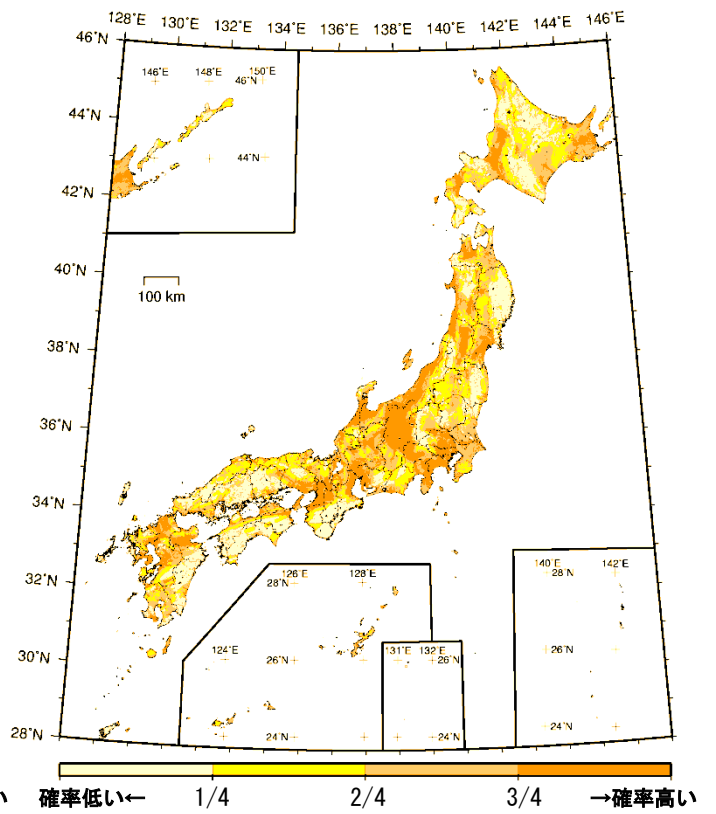 128°E 130°E 132°E 134°E 136°E 138°E 140°E 142°E 144°E 146°E
46°N
146°E 148°E 150°E
46°N
44°N
44°N
42°N
40°N
100 km
38°N
36°N
34°N
32°N
126°E 128°E
28°N
140°E 142°E
28°N
30°N
124°E
26°N
131°E 132°E
26°N
26°N
28°N
24°N
24°N
24°N
い 確率低い← 1/4 2/4 3/4 →確率高い